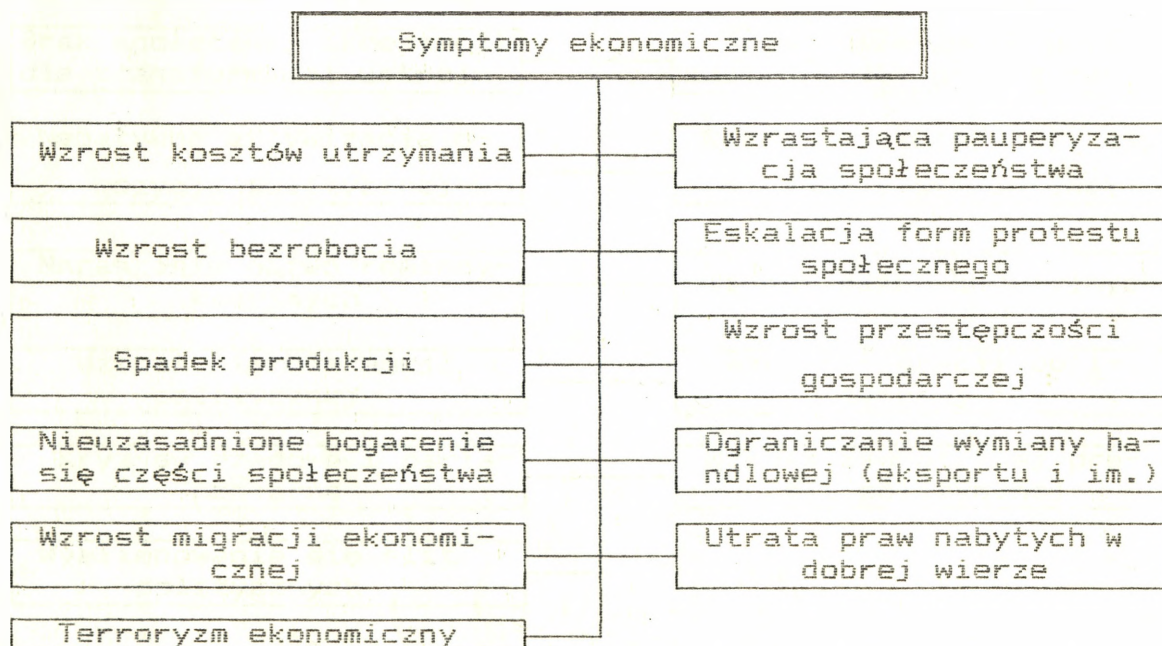 Symptomy ekonomiczne
Wzrost kosztów utrzymania
Wzrastająca pauperyza-
cja społeczeństwa
Wzrost bezrobocia
Eskalacja form protestu
społecznego
Spadek produkcji
Wzrost przestępczości
gospodarczej
Nieuzasadnione bogacenie
się części społeczeństwa
Ograniczanie wymiany ha-
ndlowej (eksportu i im.)
Wzrost migracji ekonomi-
cznej
Utrata praw nabytych w
dobrej wierze
Terroryzm ekonomiczny